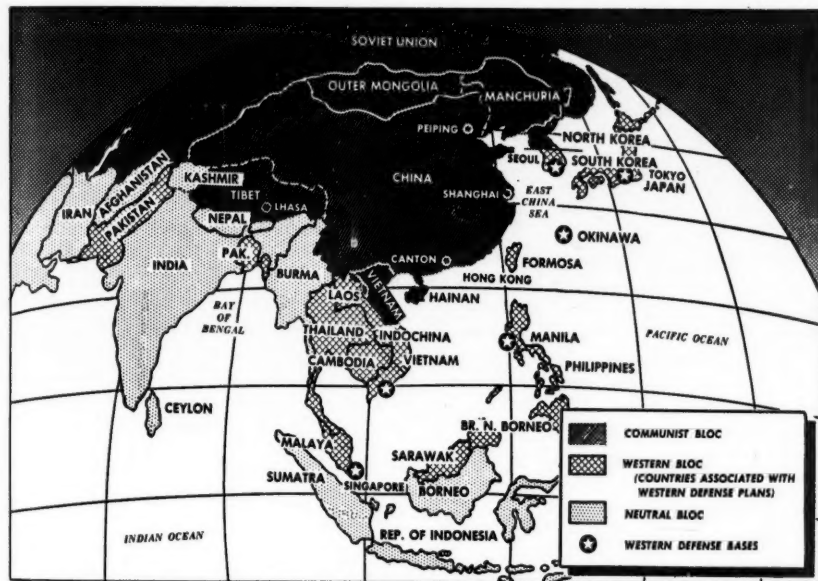 SOVIET UNION
OUTER MONGOLIA
MANCHURIA
PEIPING
NORTH KOREA
SEOUL
SOUTH KOREA
TOKYO
JAPAN
AFGHANISTAN
KASHMIR
IRAN
PAKISTAN
TIBET
LHASA
CHINA
SHANGHAI
EAST
CHINA
SEA
NEPAL
OKINAWA
INDIA
PAK.
BURMA
CANTON
FORMOSA
HONG KONG
HAINAN
VIETNAM
LAOS
BAY
OF
BENGAL
THAILAND
INDOCHINA
MANILA
PACIFIC OCEAN
CAMBODIA
VIETNAM
PHILIPPINES
CEYLON
BR. N. BORNEO
MALAYA
SARAWAK
SUMATRA
SINGAPORE
BORNEO
REP. OF INDONESIA
INDIAN OCEAN
COMMUNIST BLOC
WESTERN BLOC
(COUNTRIES ASSOCIATED WITH
WESTERN DEFENSE PLANS)
NEUTRAL BLOC
WESTERN DEFENSE BASES